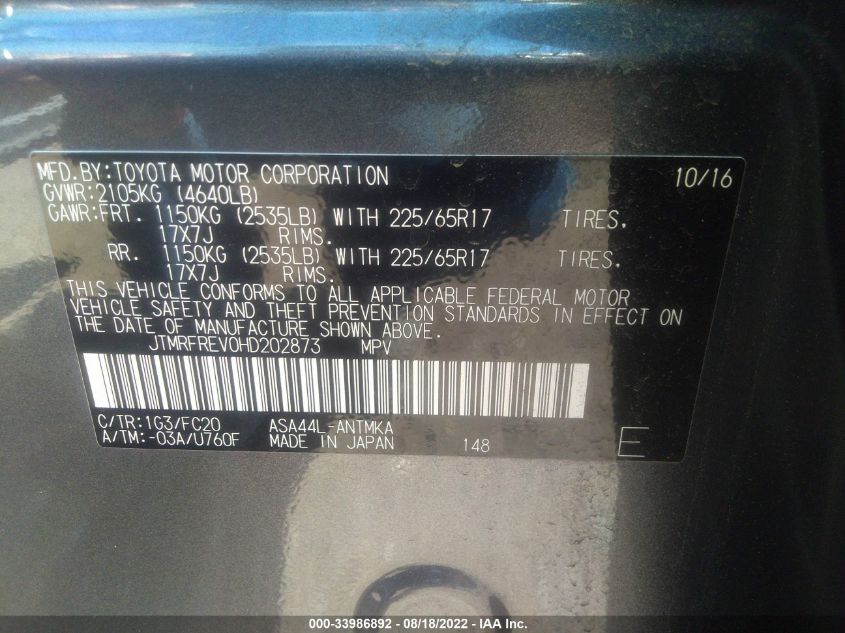 MFD.BY:TOYOTA MOTOR CORPORATION 10/16
GVWR:2105KG (4640LB)
GAWR:FRT. 1150KG (2535LB) WITH 225/65R17 TIRES.
17X7J RIMS.
RR. 1150KG (2535LB) WITH 225/65R17 TIRES.
17X7J RIMS.
THIS VEHICLE CONFORMS TO ALL APPLICABLE FEDERAL MOTOR
VEHICLE SAFETY AND THEFT PREVENTION STANDARDS IN EFFECT ON
THE DATE OF MANUFACTURE SHOWN ABOVE.
JTMRFREV0HD202873 MPV
C/TR:1G3/FC20 ASA44L-ANTMKA
A/TM:-03A/U760F MADE IN JAPAN 148 E
000-33986892 - 08/18/2022 - IAA Inc.